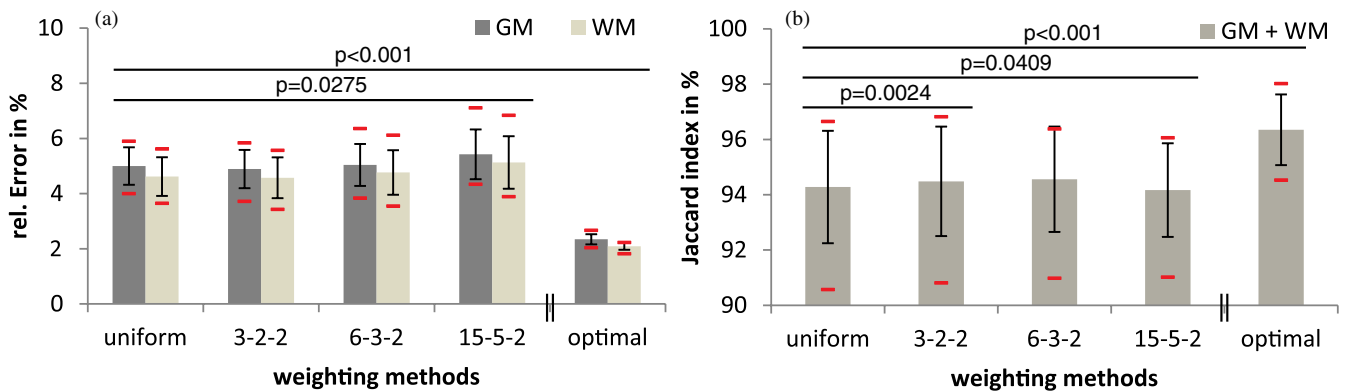 (a)
GM WM
10
8
6
4
2
0
rel. Error in %
p<0.001
p=0.0275
uniform 3-2-2 6-3-2 15-5-2 optimal
weighting methods
(b)
GM + WM
100
98
96
94
92
90
Jaccard index in %
p<0.001
p=0.0409
p=0.0024
uniform 3-2-2 6-3-2 15-5-2 optimal
weighting methods